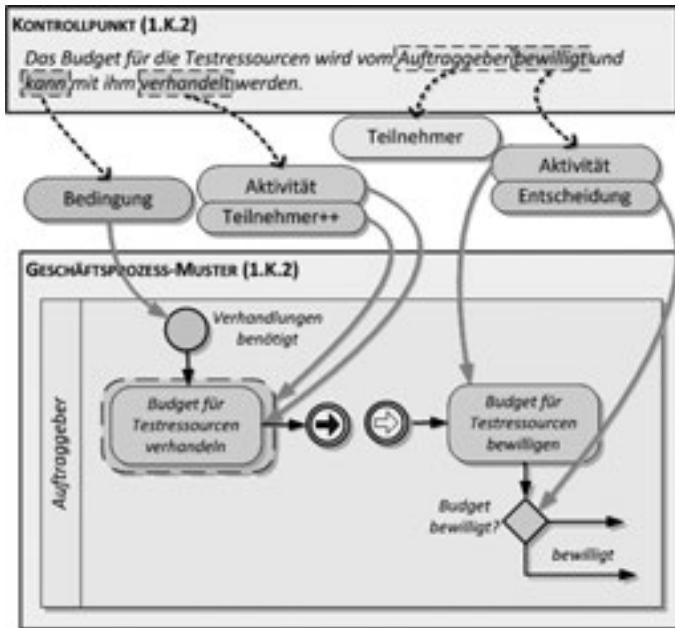 KONTROLLPUNKT (1.K.2)
Das Budget für die Testressourcen wird vom Auftraggeber bewilligt und
kann mit ihm verhandelt werden.
Teilnehmer
Aktivität
Entscheidung
Bedingung
Aktivität
Teilnehmer++
GESCHÄFTSPROZESS-MUSTER (1.K.2)
Auftraggeber
Verhandlungen
benötigt
Budget für
Testressourcen
verhandeln
Budget für
Testressourcen
bewilligen
Budget
bewilligt?
bewilligt